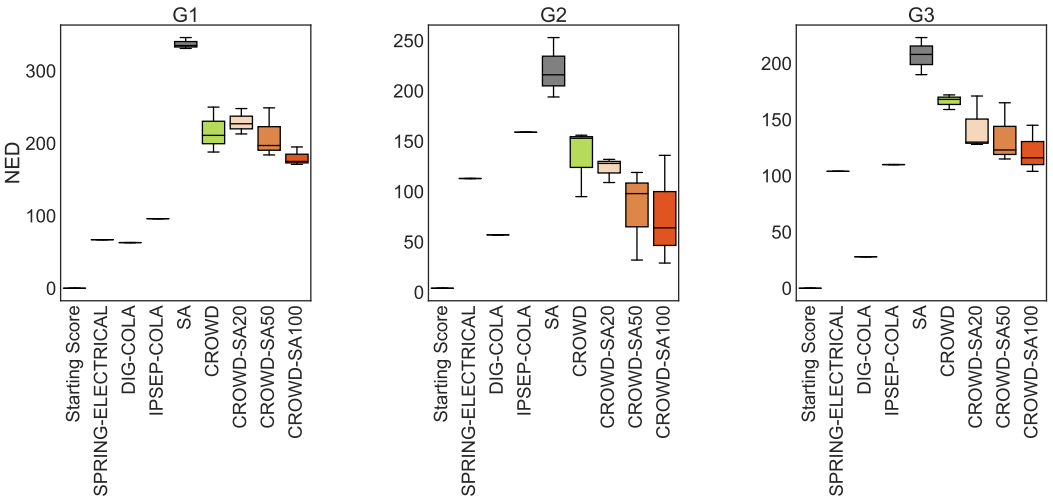 G1
G2
G3
NED
300
200
100
0
250
200
150
100
50
0
200
150
100
50
0
Starting Score
SPRING-ELECTRICAL
DIG-COLA
IPSEP-COLA
SA
CROWD
CROWD-SA20
CROWD-SA50
CROWD-SA100
Starting Score
SPRING-ELECTRICAL
DIG-COLA
IPSEP-COLA
SA
CROWD
CROWD-SA20
CROWD-SA50
CROWD-SA100
Starting Score
SPRING-ELECTRICAL
DIG-COLA
IPSEP-COLA
SA
CROWD
CROWD-SA20
CROWD-SA50
CROWD-SA100